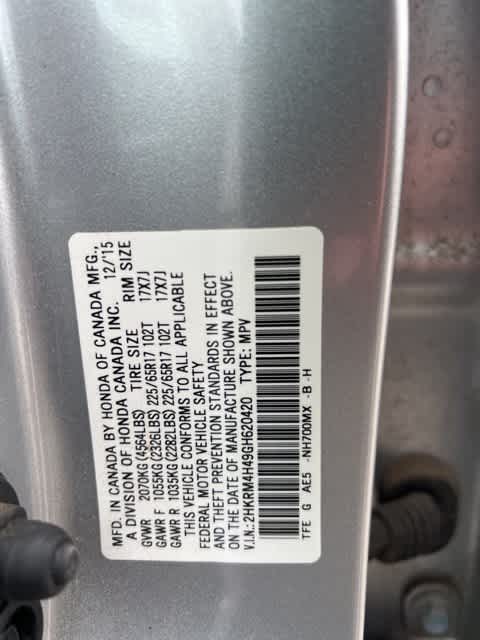 MFD. IN CANADA BY HONDA OF CANADA MFG.,
A DIVISION OF HONDA CANADA INC. 12/'15
TIRE SIZE RIM SIZE
GVWR 2070KG(4564LBS)
GAWR F 1055KG(2326LBS) 225/65R17 102T 17X7J
GAWR R 1035KG(2282LBS) 225/65R17 102T 17X7J
THIS VEHICLE CONFORMS TO ALL APPLICABLE
FEDERAL MOTOR VEHICLE SAFETY
AND THEFT PREVENTION STANDARDS IN EFFECT
ON THE DATE OF MANUFACTURE SHOWN ABOVE.
V.I.N.: 2HKRM4H49GH620420 TYPE: MPV
TFE G AE5 -NH700MX -B-H